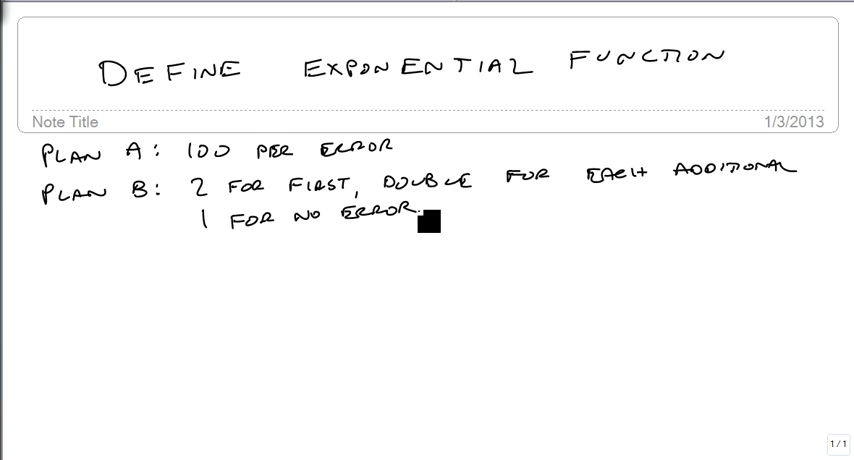 DEFINE EXPONENTIAL FUNCTION
Note Title 1/3/2013
PLAN A: 100 PER ERROR
PLAN B: 2 FOR FIRST, DOUBLE FOR EACH ADDITIONAL
1 FOR NO ERROR.
1 / 1